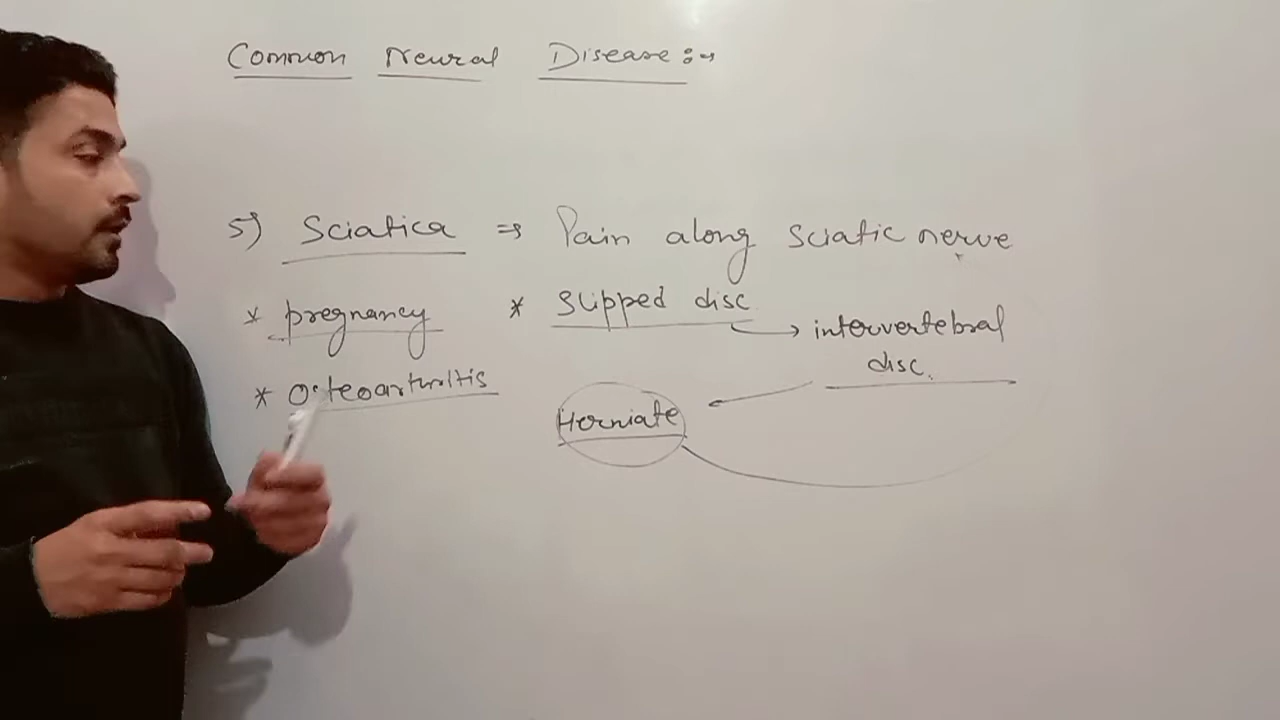 Common Neural Disease :→
5) Sciatica ⇒ Pain along Sciatic nerve
* pregnancy * Slipped disc → intervertebral
disc.
* Osteoarthritis
Herniate